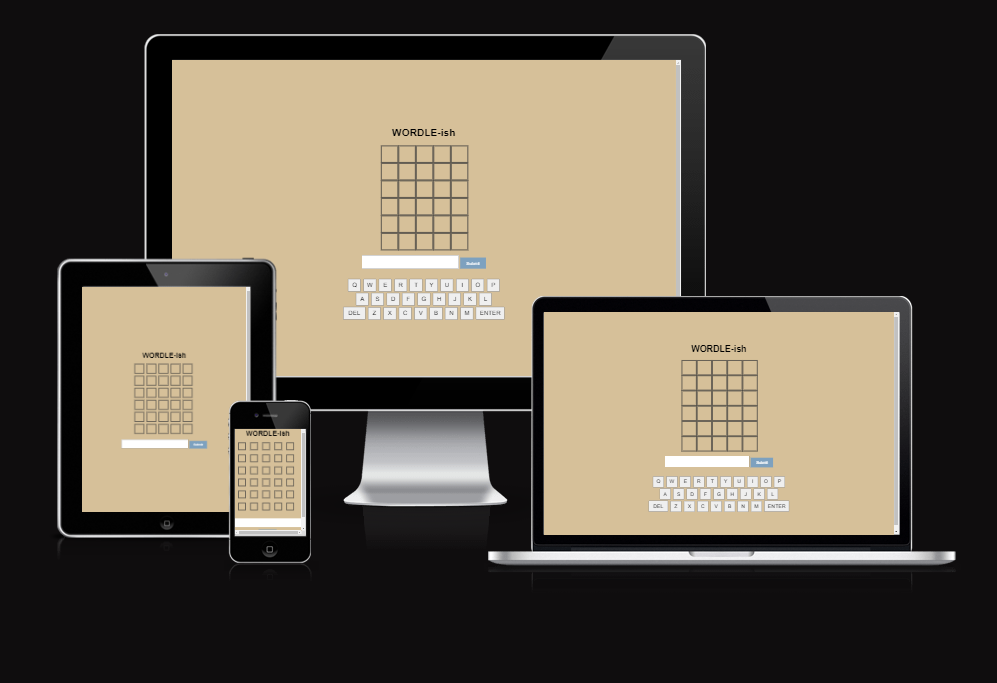 WORDLE-ish
Submit
Q W E R T Y U I O P
A S D F G H J K L
DEL Z X C V B N M ENTER
WORDLE-ish
Submit
WORDLE-ish
WORDLE-ish
Submit
Q W E R T Y U I O P
A S D F G H J K L
DEL Z X C V B N M ENTER